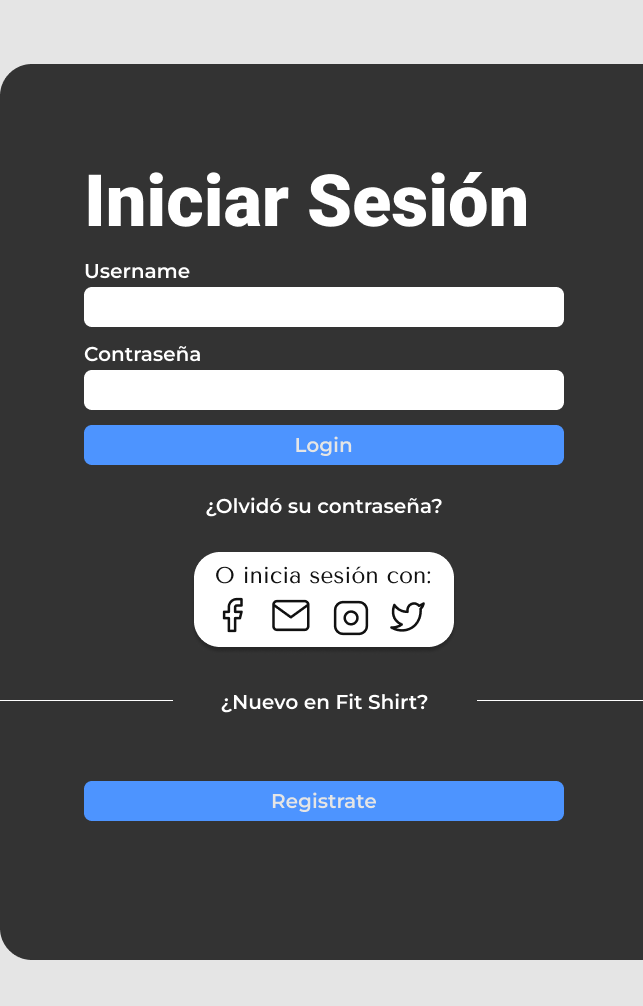 Iniciar Sesión
Username
Contraseña
Login
¿Olvidó su contraseña?
O inicia sesión con:
¿Nuevo en Fit Shirt?
Registrate